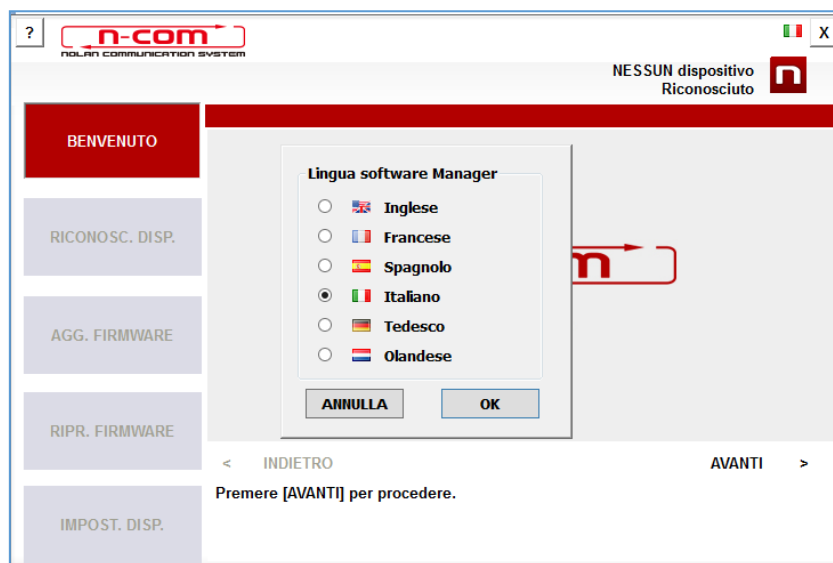 ?
n-com
NOLAN COMMUNICATION SYSTEM
X
NESSUN dispositivo
Riconosciuto
n
BENVENUTO
RICONOSC. DISP.
AGG. FIRMWARE
RIPR. FIRMWARE
IMPOST. DISP.
Lingua software Manager
Inglese
Francese
Spagnolo
Italiano
Tedesco
Olandese
ANNULLA
OK
m
< INDIETRO
AVANTI >
Premere [AVANTI] per procedere.